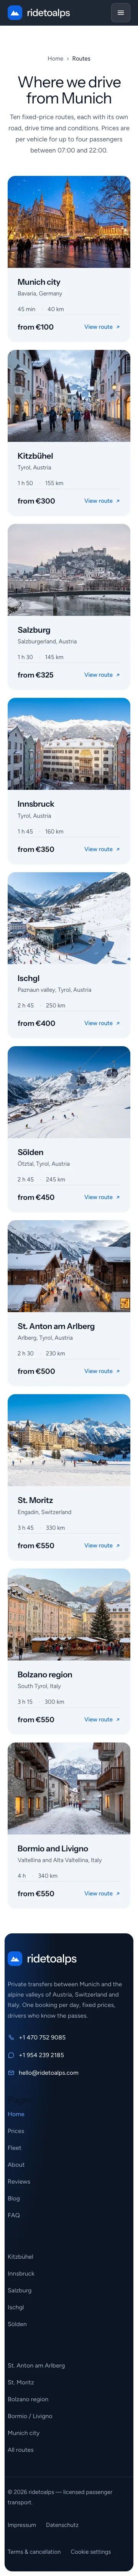 ridetoalps
Home › Routes
Where we drive
from Munich
Ten fixed-price routes, each with its own
road, drive time and conditions. Prices are
per vehicle for up to four passengers
between 07:00 and 22:00.
Munich city
Bavaria, Germany
45 min · 40 km
from €100 View route ↗
Kitzbühel
Tyrol, Austria
1 h 50 · 155 km
from €300 View route ↗
Salzburg
Salzburgerland, Austria
1 h 30 · 145 km
from €325 View route ↗
Innsbruck
Tyrol, Austria
1 h 45 · 160 km
from €350 View route ↗
Ischgl
Paznaun valley, Tyrol, Austria
2 h 45 · 250 km
from €400 View route ↗
Sölden
Ötztal, Tyrol, Austria
2 h 45 · 245 km
from €450 View route ↗
St. Anton am Arlberg
Arlberg, Tyrol, Austria
2 h 30 · 230 km
from €500 View route ↗
St. Moritz
Engadin, Switzerland
3 h 45 · 330 km
from €550 View route ↗
Bolzano region
South Tyrol, Italy
3 h 15 · 300 km
from €550 View route ↗
Bormio and Livigno
Valtellina and Alta Valtellina, Italy
4 h · 340 km
from €550 View route ↗
ridetoalps
Private transfers between Munich and the
alpine valleys of Austria, Switzerland and
Italy. One booking per day, fixed prices,
drivers who know the passes.
+1 470 752 9085
+1 954 239 2185
hello@ridetoalps.com
Home
Prices
Fleet
About
Reviews
Blog
FAQ
Kitzbühel
Innsbruck
Salzburg
Ischgl
Sölden
St. Anton am Arlberg
St. Moritz
Bolzano region
Bormio / Livigno
Munich city
All routes
© 2026 ridetoalps — licensed passenger
transport.
Impressum Datenschutz
Terms & cancellation Cookie settings